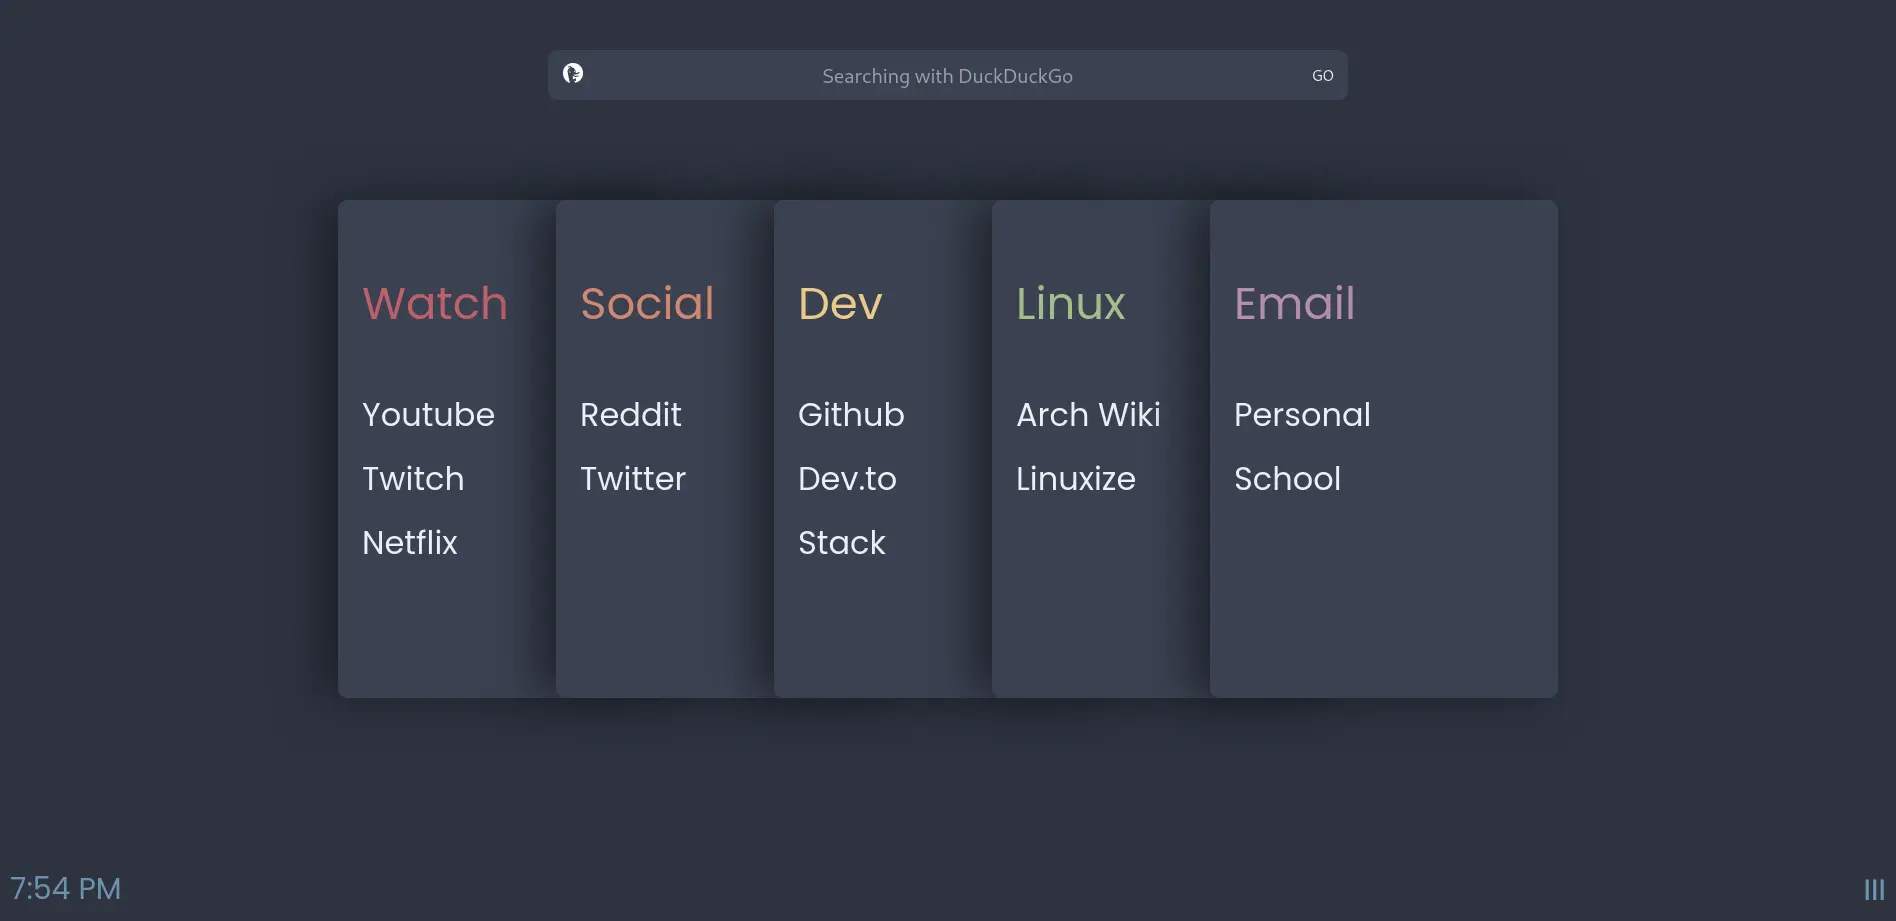 Searching with DuckDuckGo
GO
Watch
Youtube
Twitch
Netflix
Social
Reddit
Twitter
Dev
Github
Dev.to
Stack
Linux
Arch Wiki
Linuxize
Email
Personal
School
7:54 PM